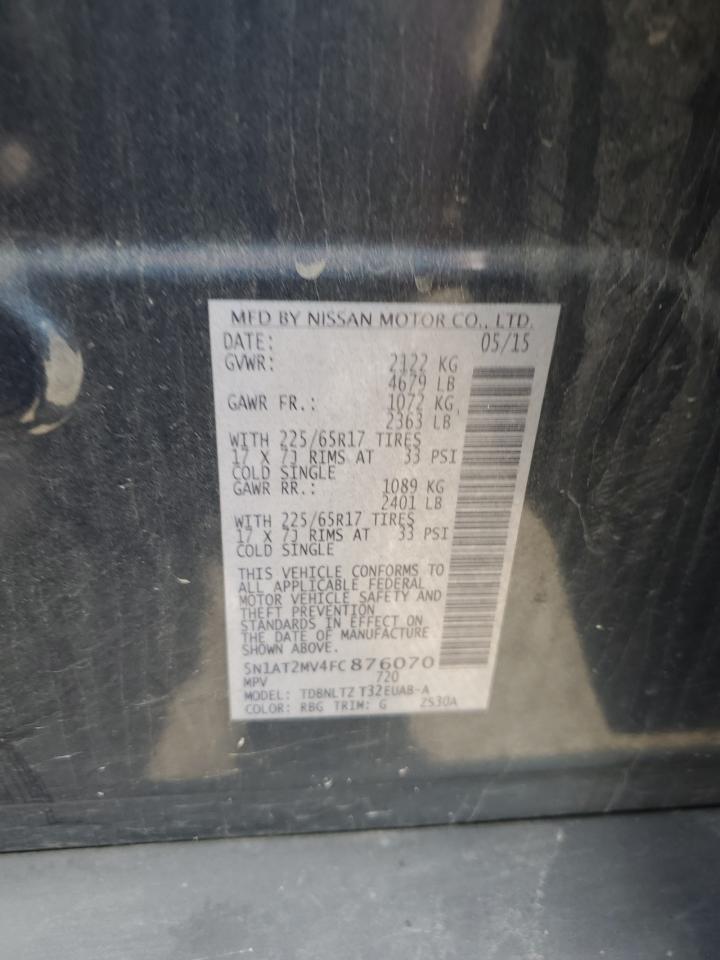 MFD BY NISSAN MOTOR CO., LTD.
DATE: 05/15
GVWR: 2122 KG
4679 LB
GAWR FR.: 1072 KG
2363 LB
WITH 225/65R17 TIRES
17 X 7J RIMS AT 33 PSI
COLD SINGLE
GAWR RR.: 1089 KG
2401 LB
WITH 225/65R17 TIRES
17 X 7J RIMS AT 33 PSI
COLD SINGLE
THIS VEHICLE CONFORMS TO
ALL APPLICABLE FEDERAL
MOTOR VEHICLE SAFETY AND
THEFT PREVENTION
STANDARDS IN EFFECT ON
THE DATE OF MANUFACTURE
SHOWN ABOVE.
5N1AT2MV4FC876070
MPV 720
MODEL: TDBNLTZ T32EUAB-A
COLOR: RBG TRIM: G ZS30A